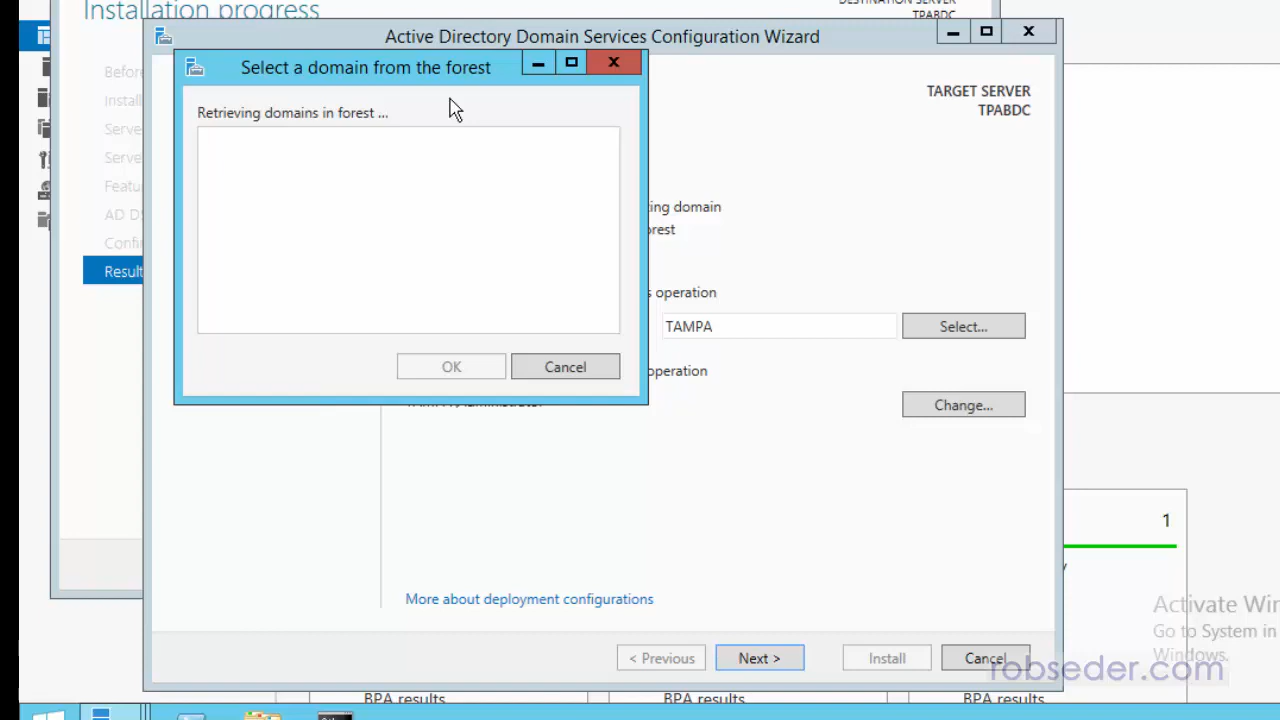 Installation progress
DESTINATION SERVER
TPABDC
Active Directory Domain Services Configuration Wizard
Select a domain from the forest
Retrieving domains in forest ...
TARGET SERVER
TPABDC
Before
Install
Serve
Serve
Featu
AD D
Confi
Result
domain
operation
TAMPA
Select...
OK
Cancel
operation
Change...
More about deployment configurations
< Previous
Next >
Install
Cancel
1
Activate Win
Go to System in
Windows.
robseder.com
BPA results
BPA results
BPA results